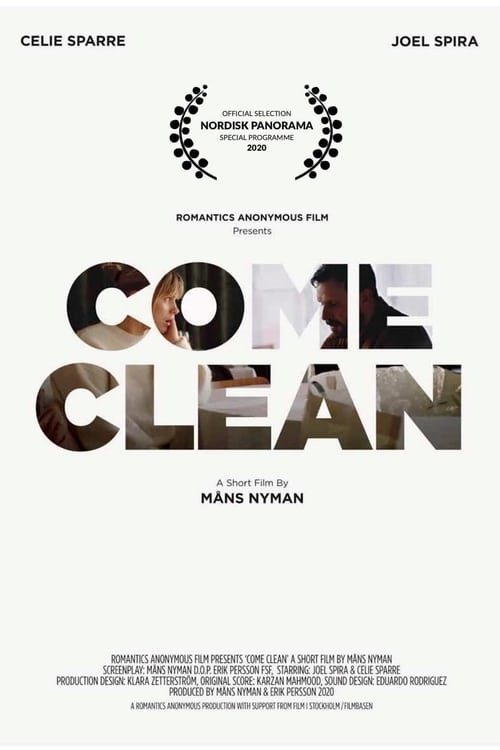 CELIE SPARRE
JOEL SPIRA
OFFICIAL SELECTION
NORDISK PANORAMA
SPECIAL PROGRAMME
2020
ROMANTICS ANONYMOUS FILM
Presents
COME
CLEAN
A Short Film By
MÅNS NYMAN
ROMANTICS ANONYMOUS FILM PRESENTS 'COME CLEAN' A SHORT FILM BY MÅNS NYMAN
SCREENPLAY: MÅNS NYMAN D.O.P. ERIK PERSSON FSF, STARRING: JOEL SPIRA & CELIE SPARRE
PRODUCTION DESIGN: KLARA ZETTERSTRÖM, ORIGINAL SCORE: KARZAN MAHMOOD, SOUND DESIGN: EDUARDO RODRIGUEZ
PRODUCED BY MÅNS NYMAN & ERIK PERSSON 2020
A ROMANTICS ANONYMOUS PRODUCTION WITH SUPPORT FROM FILM I STOCKHOLM / FILMBASEN